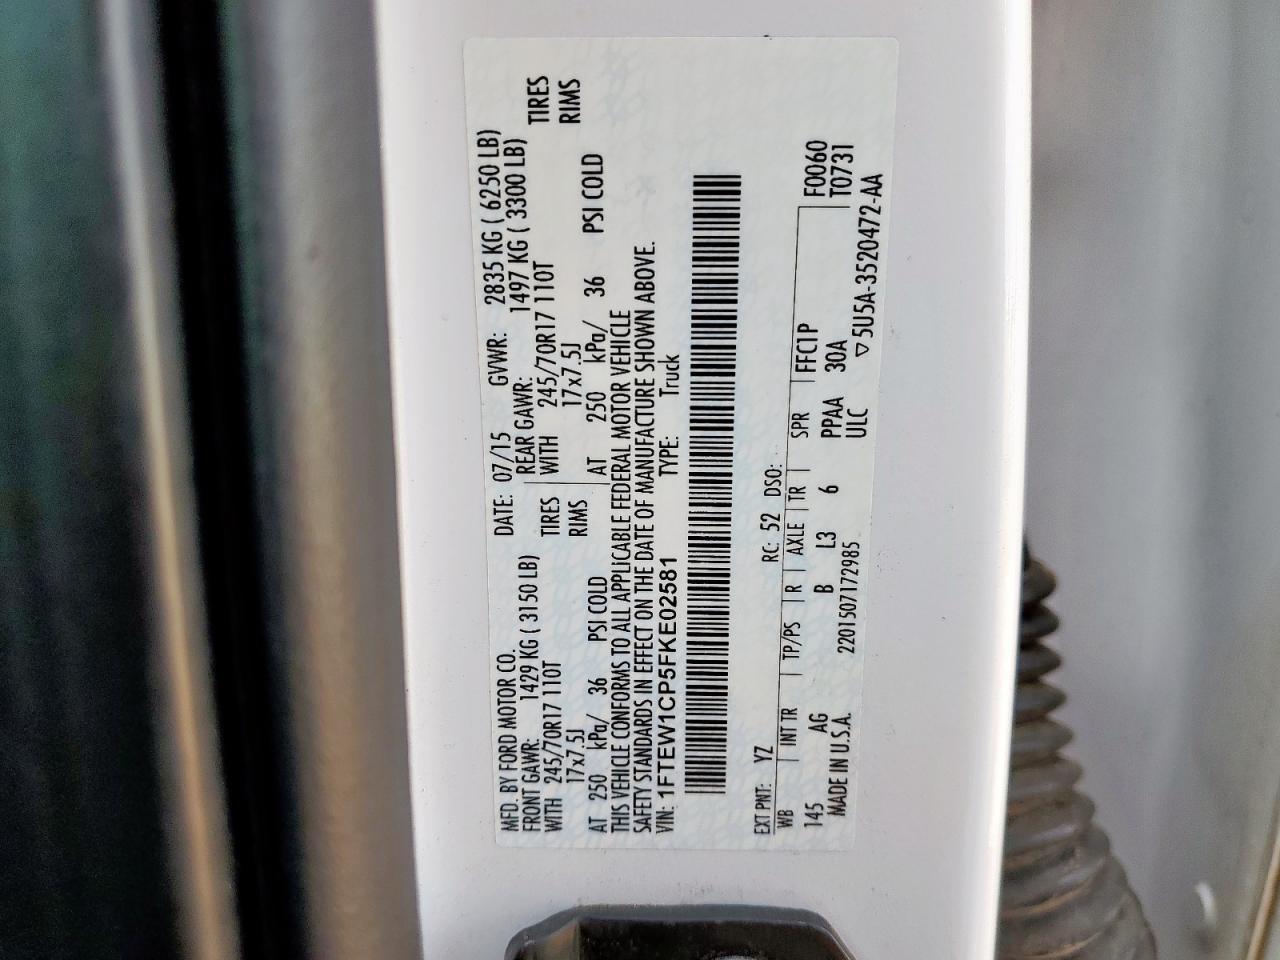 MFD. BY FORD MOTOR CO. DATE: 07/15 GVWR: 2835 KG ( 6250 LB)
FRONT GAWR: 1429 KG ( 3150 LB) REAR GAWR: 1497 KG ( 3300 LB)
WITH 245/70R17 110T TIRES WITH 245/70R17 110T TIRES
17x7.5J RIMS 17x7.5J RIMS
AT 250 kPa/ 36 PSI COLD AT 250 kPa/ 36 PSI COLD
THIS VEHICLE CONFORMS TO ALL APPLICABLE FEDERAL MOTOR VEHICLE
SAFETY STANDARDS IN EFFECT ON THE DATE OF MANUFACTURE SHOWN ABOVE.
VIN: 1FTEW1CP5FKE02581 TYPE: Truck
EXT PNT: YZ RC: 52 DSO:
WB INT TR TP/PS R AXLE TR SPR FFC1P F0060
145 AG B L3 6 PPAA 30A T0731
MADE IN U.S.A. 2201507172985 ULC ▽5U5A-3520472-AA